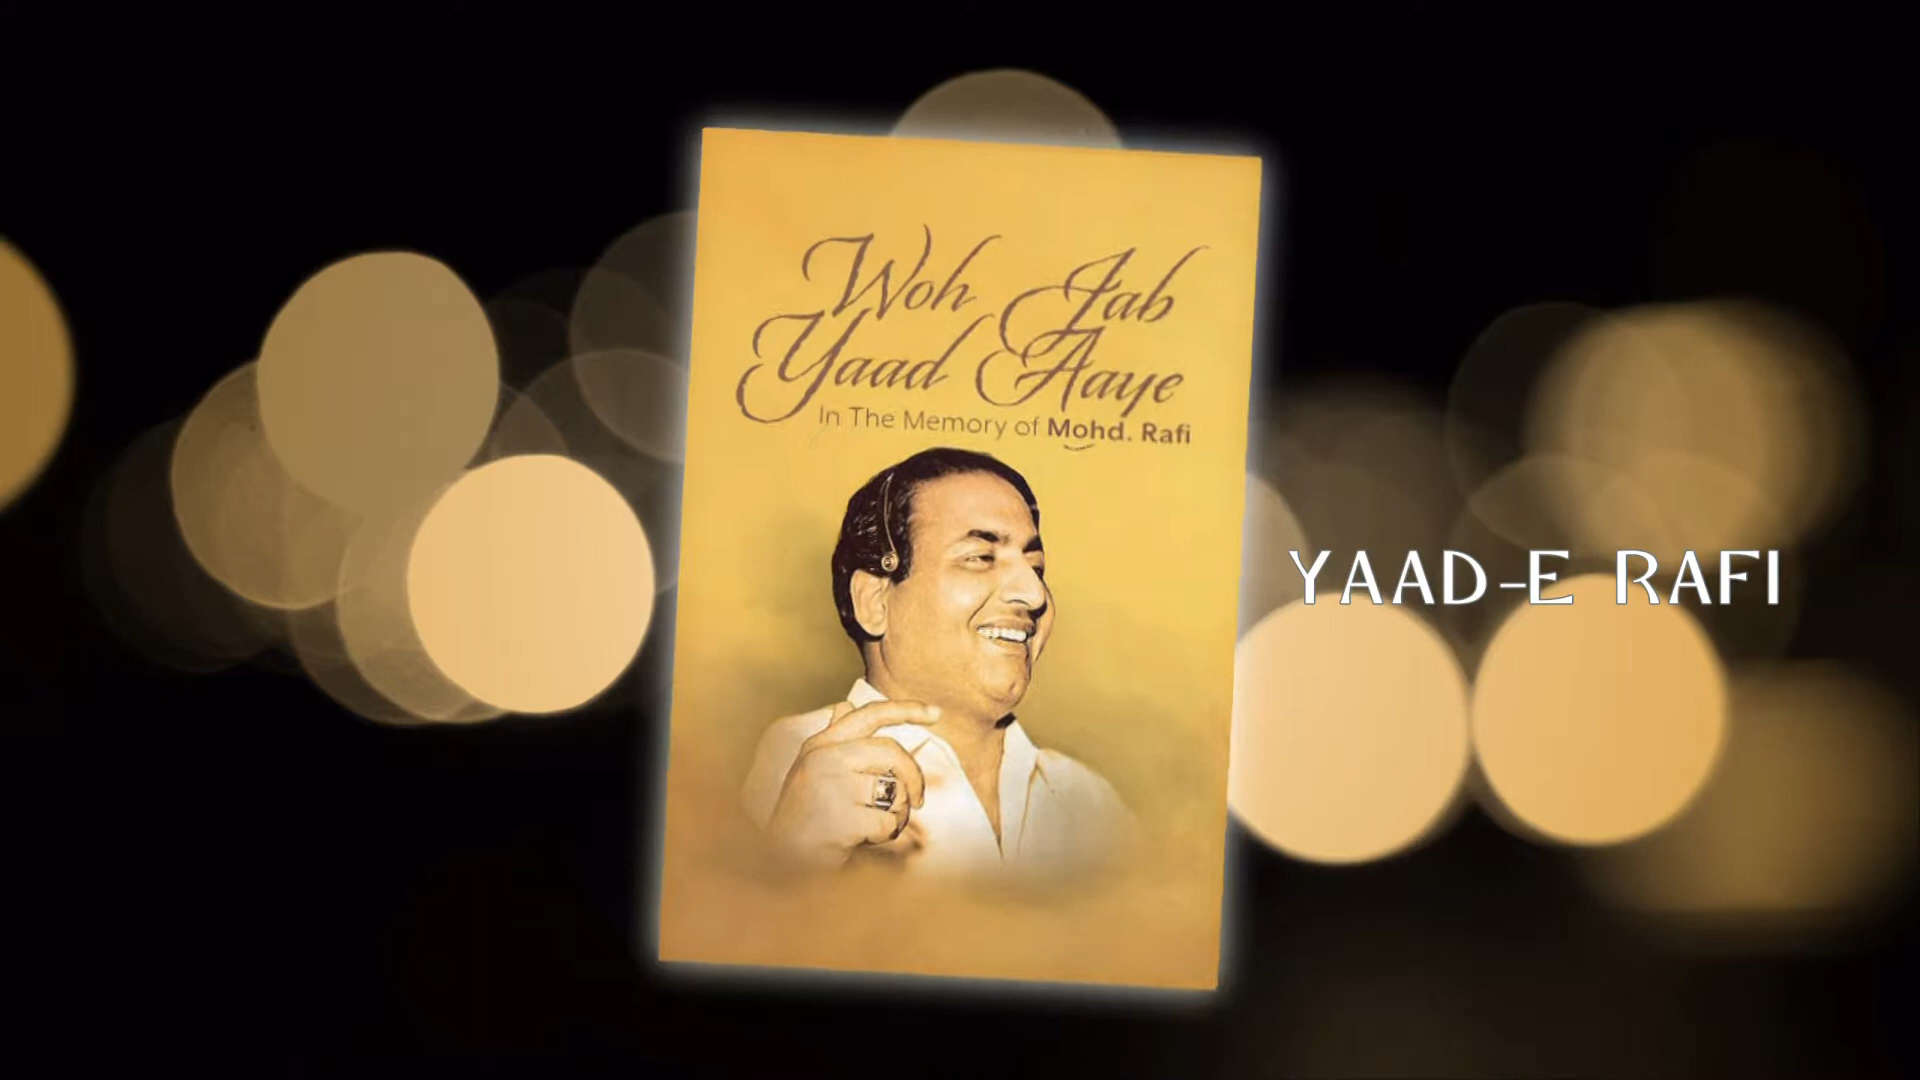 Woh Jab
Yaad Aaye
In The Memory of Mohd. Rafi
YAAD-E RAFI